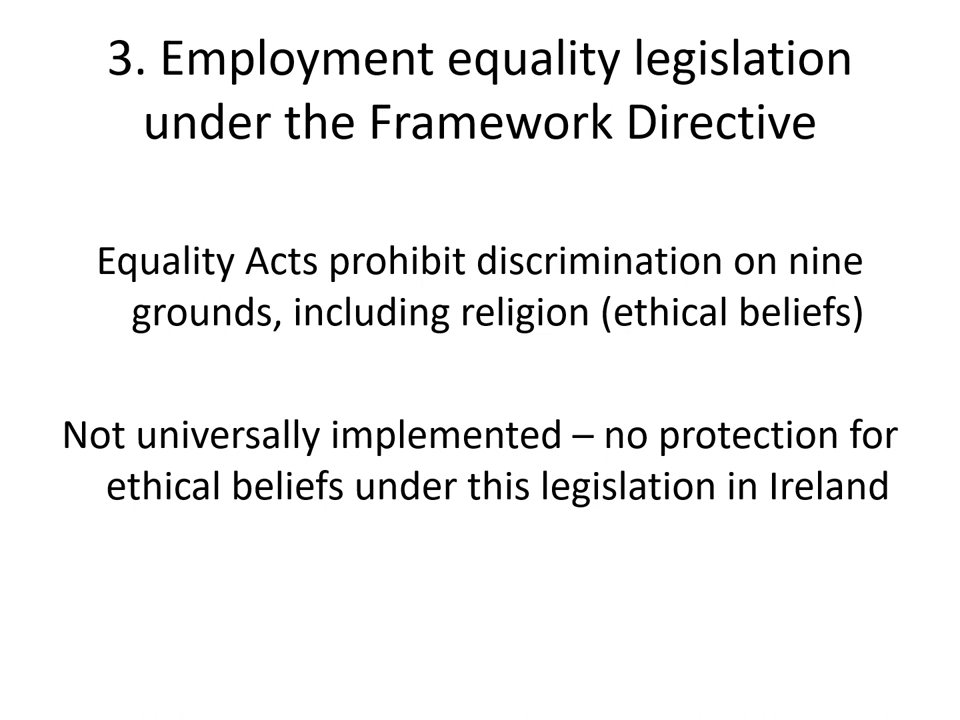 3. Employment equality legislation
under the Framework Directive
Equality Acts prohibit discrimination on nine
grounds, including religion (ethical beliefs)
Not universally implemented – no protection for
ethical beliefs under this legislation in Ireland